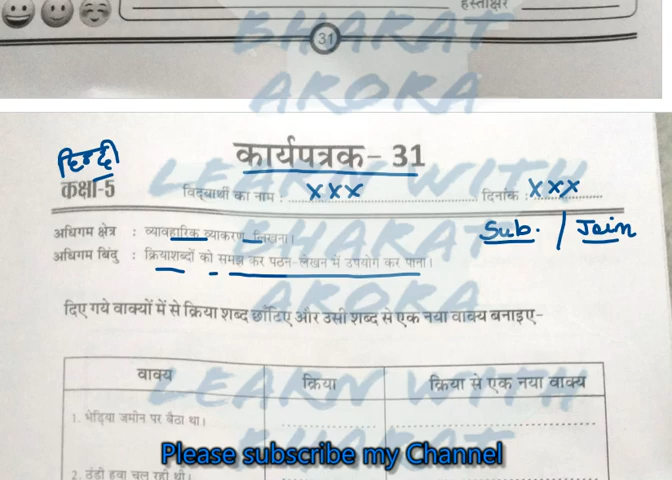 हस्ताक्षर
31
कार्यपत्रक- 31
हिन्दी
कक्षा-5
विद्यार्थी का नाम : xxx दिनांक : xxx
अधिगम क्षेत्र : व्यावहारिक व्याकरण लिखना।
Sub. / Join
अधिगम बिंदु : क्रियाशब्दों को समझ कर पठन-लेखन में उपयोग कर पाना।
दिए गये वाक्यों में से क्रिया शब्द छाँटिए और उसी शब्द से एक नया वाक्य बनाइए-
वाक्य क्रिया क्रिया से एक नया वाक्य
1. भेड़िया जमीन पर बैठा था।
2. ठंडी हवा चल रही थी।
Please subscribe my Channel
BHARAT
ARORA
LEARN WITH
BHARAT
ARORA
LEARN WITH
BHARAT